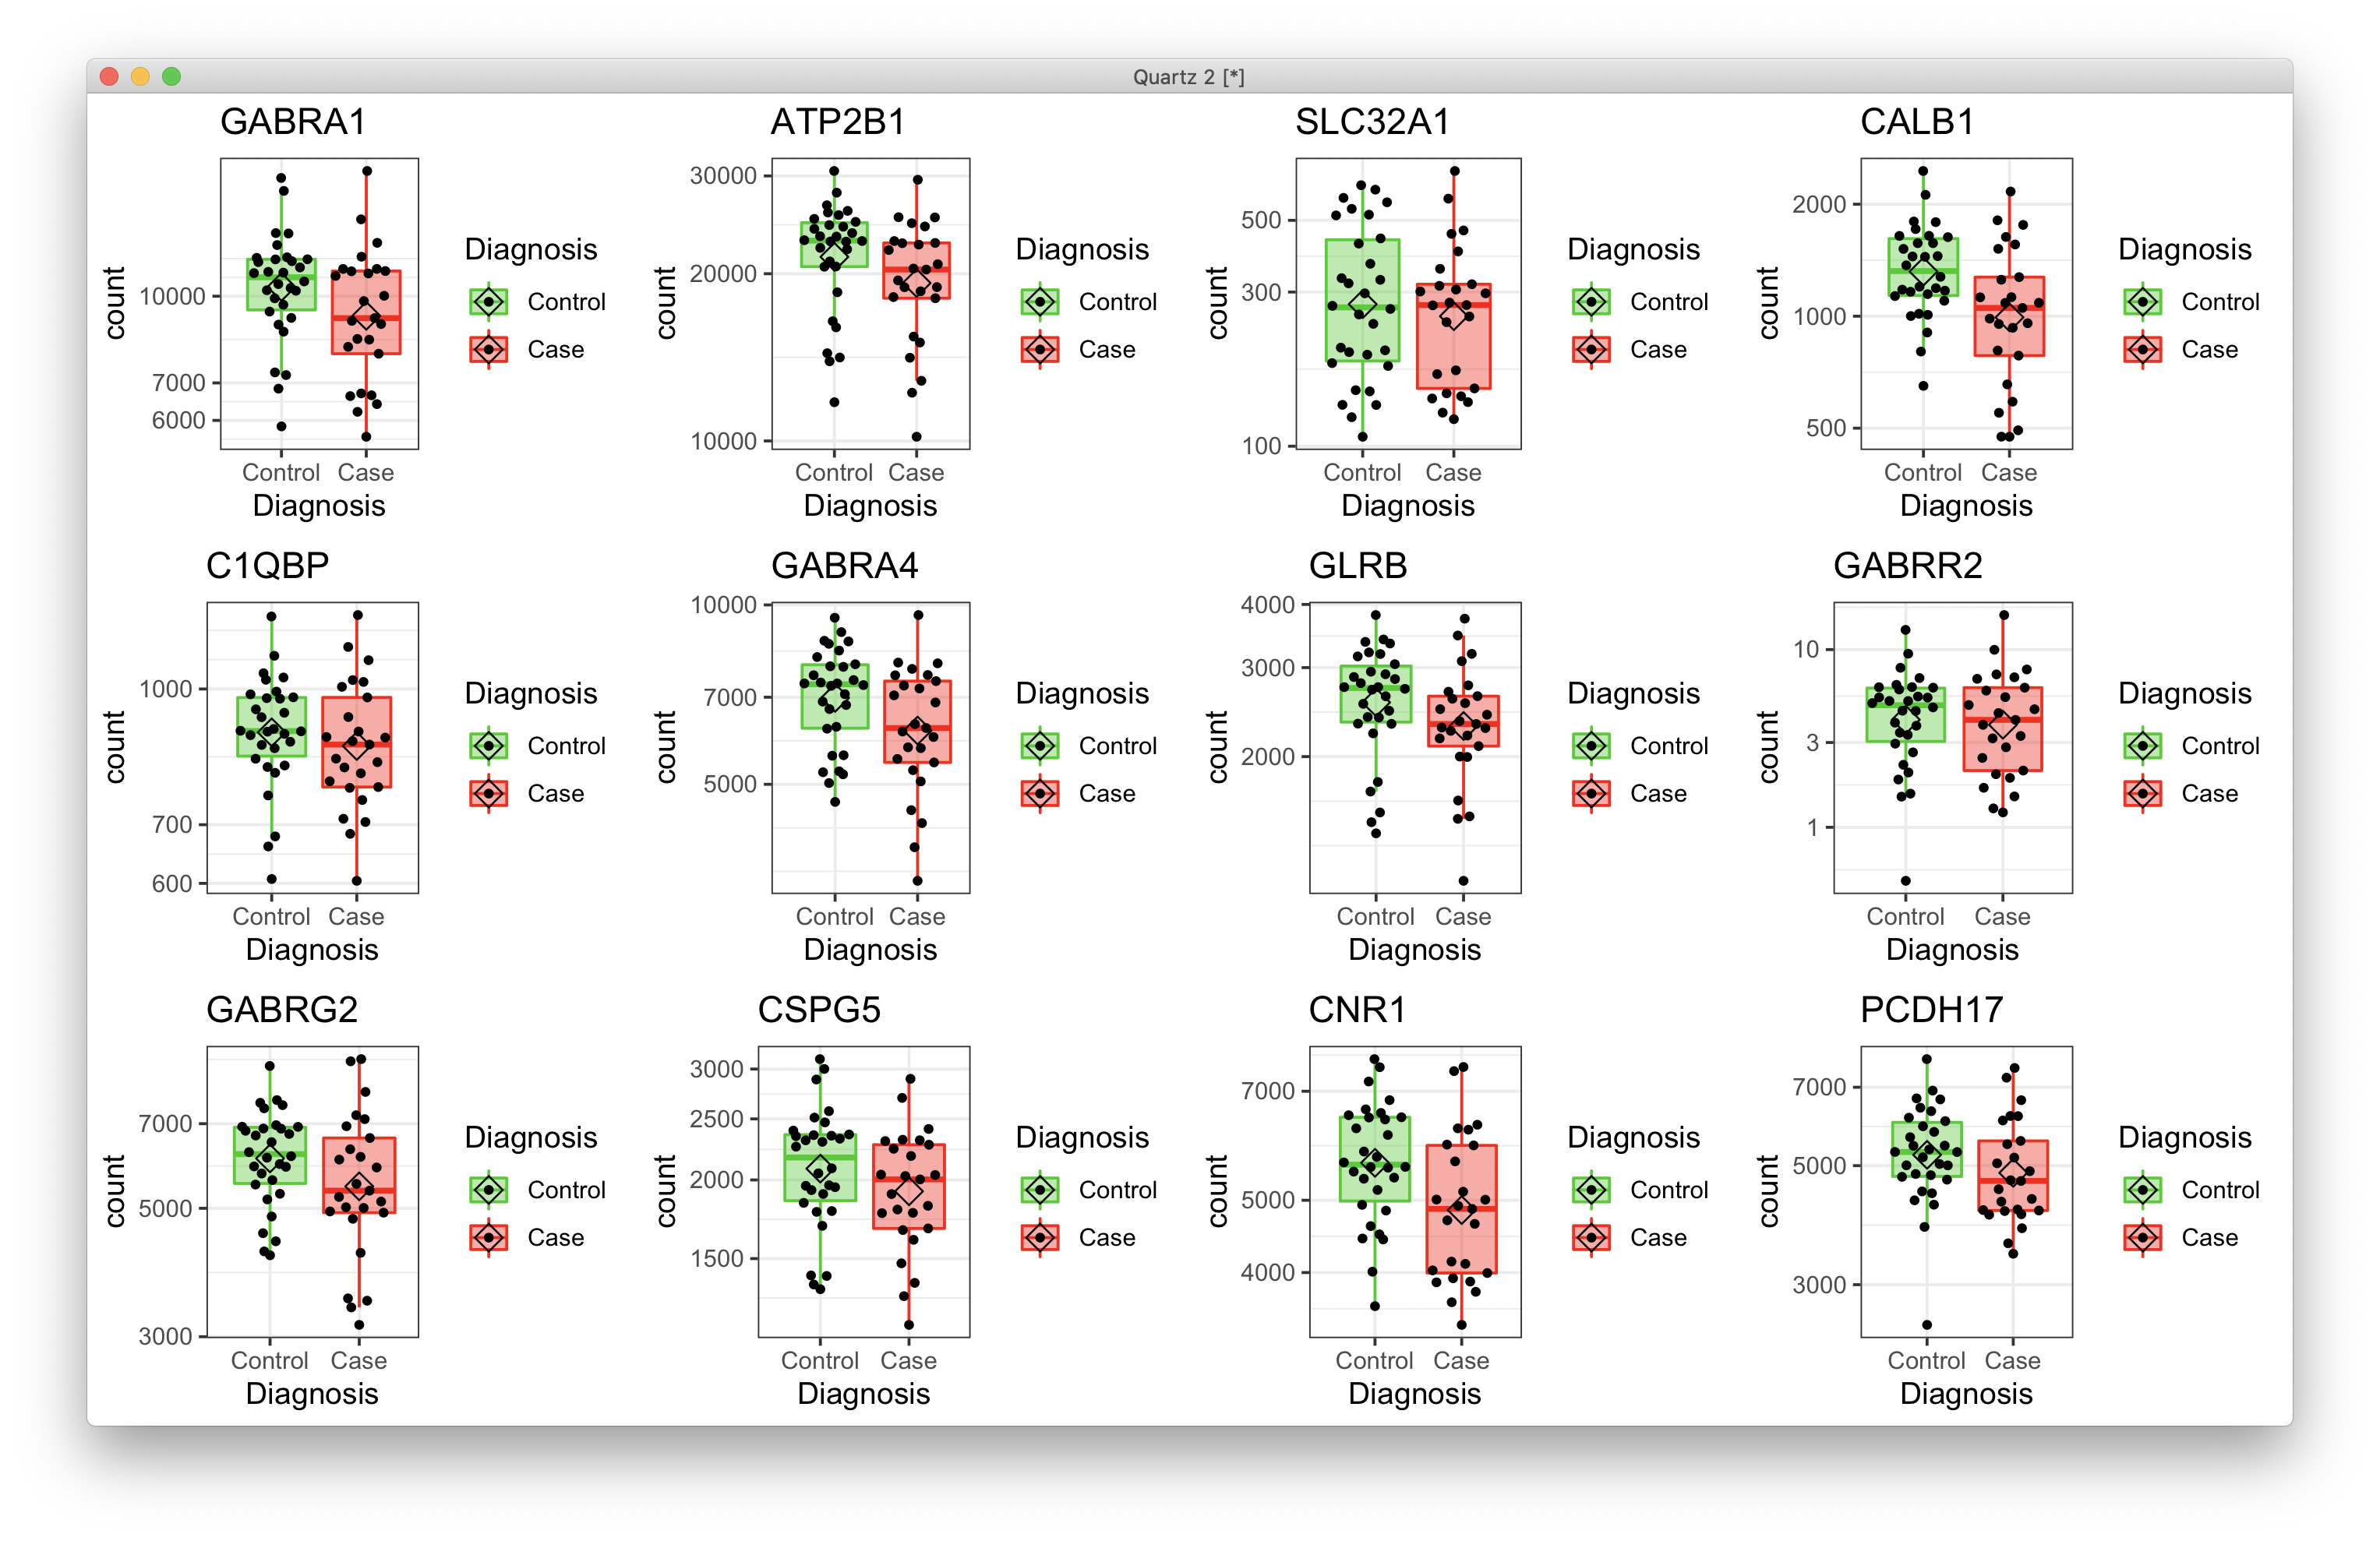 Quartz 2 [*]
GABRA1
count
10000
7000
6000
Control Case
Diagnosis
Diagnosis
Control
Case
ATP2B1
count
30000
20000
10000
Control Case
Diagnosis
Diagnosis
Control
Case
SLC32A1
count
500
300
100
Control Case
Diagnosis
Diagnosis
Control
Case
CALB1
count
2000
1000
500
Control Case
Diagnosis
Diagnosis
Control
Case
C1QBP
count
1000
700
600
Control Case
Diagnosis
Diagnosis
Control
Case
GABRA4
count
10000
7000
5000
Control Case
Diagnosis
Diagnosis
Control
Case
GLRB
count
4000
3000
2000
Control Case
Diagnosis
Diagnosis
Control
Case
GABRR2
count
10
3
1
Control Case
Diagnosis
Diagnosis
Control
Case
GABRG2
count
7000
5000
3000
Control Case
Diagnosis
Diagnosis
Control
Case
CSPG5
count
3000
2500
2000
1500
Control Case
Diagnosis
Diagnosis
Control
Case
CNR1
count
7000
5000
4000
Control Case
Diagnosis
Diagnosis
Control
Case
PCDH17
count
7000
5000
3000
Control Case
Diagnosis
Diagnosis
Control
Case